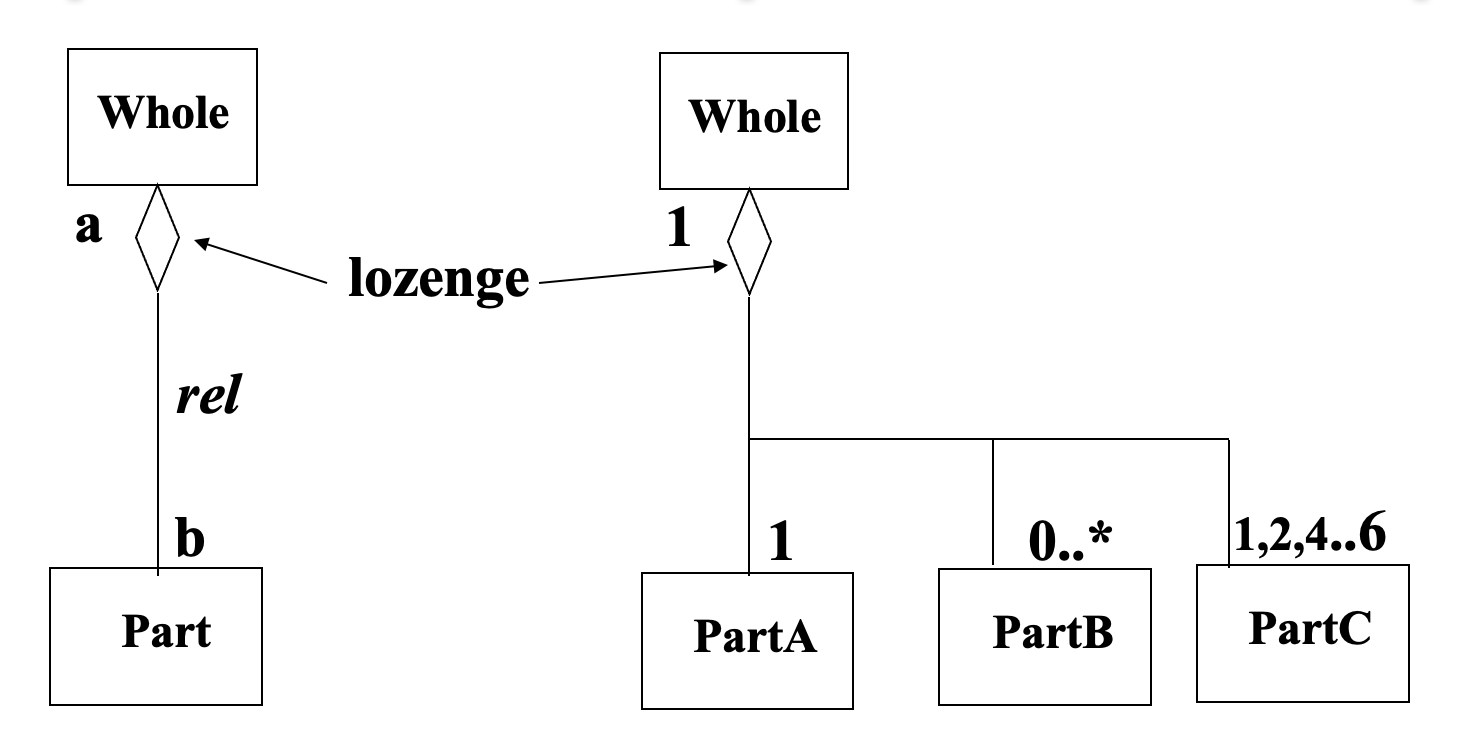 Whole
Whole
a
1
lozenge
rel
b
1
0..*
1,2,4..6
Part
PartA
PartB
PartC